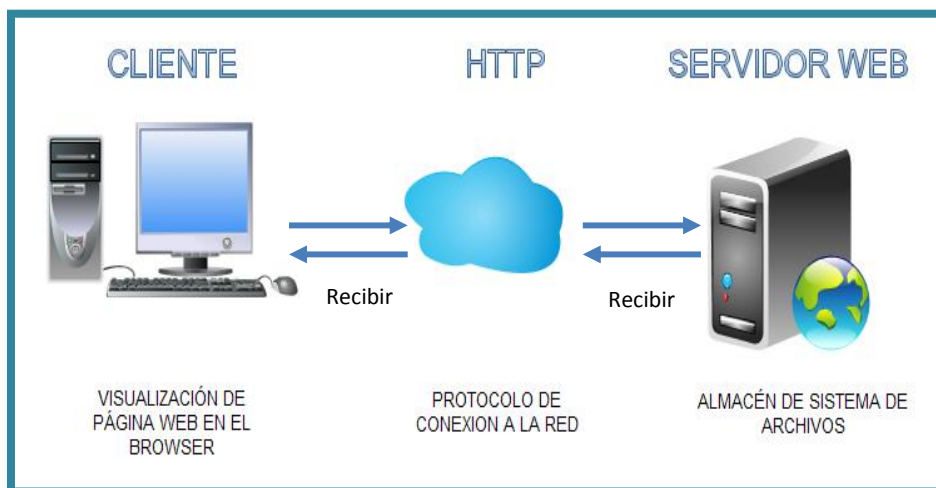 CLIENTE
HTTP
SERVIDOR WEB
Recibir
Recibir
VISUALIZACIÓN DE
PÁGINA WEB EN EL
BROWSER
PROTOCOLO DE
CONEXION A LA RED
ALMACÉN DE SISTEMA DE
ARCHIVOS